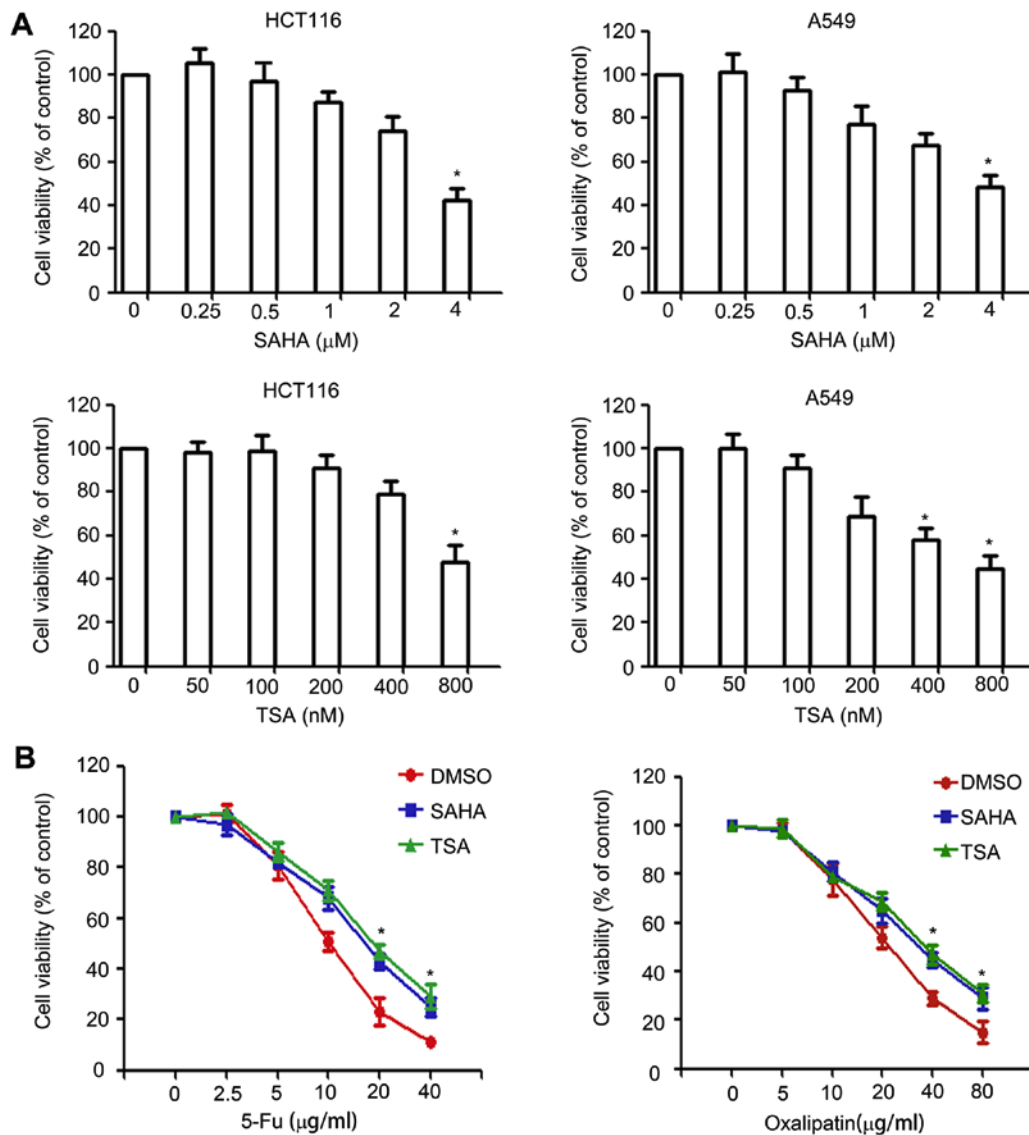 A
HCT116
Cell viability (% of control)
120
100
80
60
40
20
0
*
0 0.25 0.5 1 2 4
SAHA (μM)
A549
Cell viability (% of control)
120
100
80
60
40
20
0
*
0 0.25 0.5 1 2 4
SAHA (μM)
HCT116
Cell viability (% of control)
120
100
80
60
40
20
0
*
0 50 100 200 400 800
TSA (nM)
A549
Cell viability (% of control)
120
100
80
60
40
20
0
* *
0 50 100 200 400 800
TSA (nM)
B
Cell viability (% of control)
120
100
80
60
40
20
0
DMSO
SAHA
TSA
* *
0 2.5 5 10 20 40
5-Fu (μg/ml)
Cell viability (% of control)
120
100
80
60
40
20
0
DMSO
SAHA
TSA
* *
0 5 10 20 40 80
Oxalipatin(μg/ml)